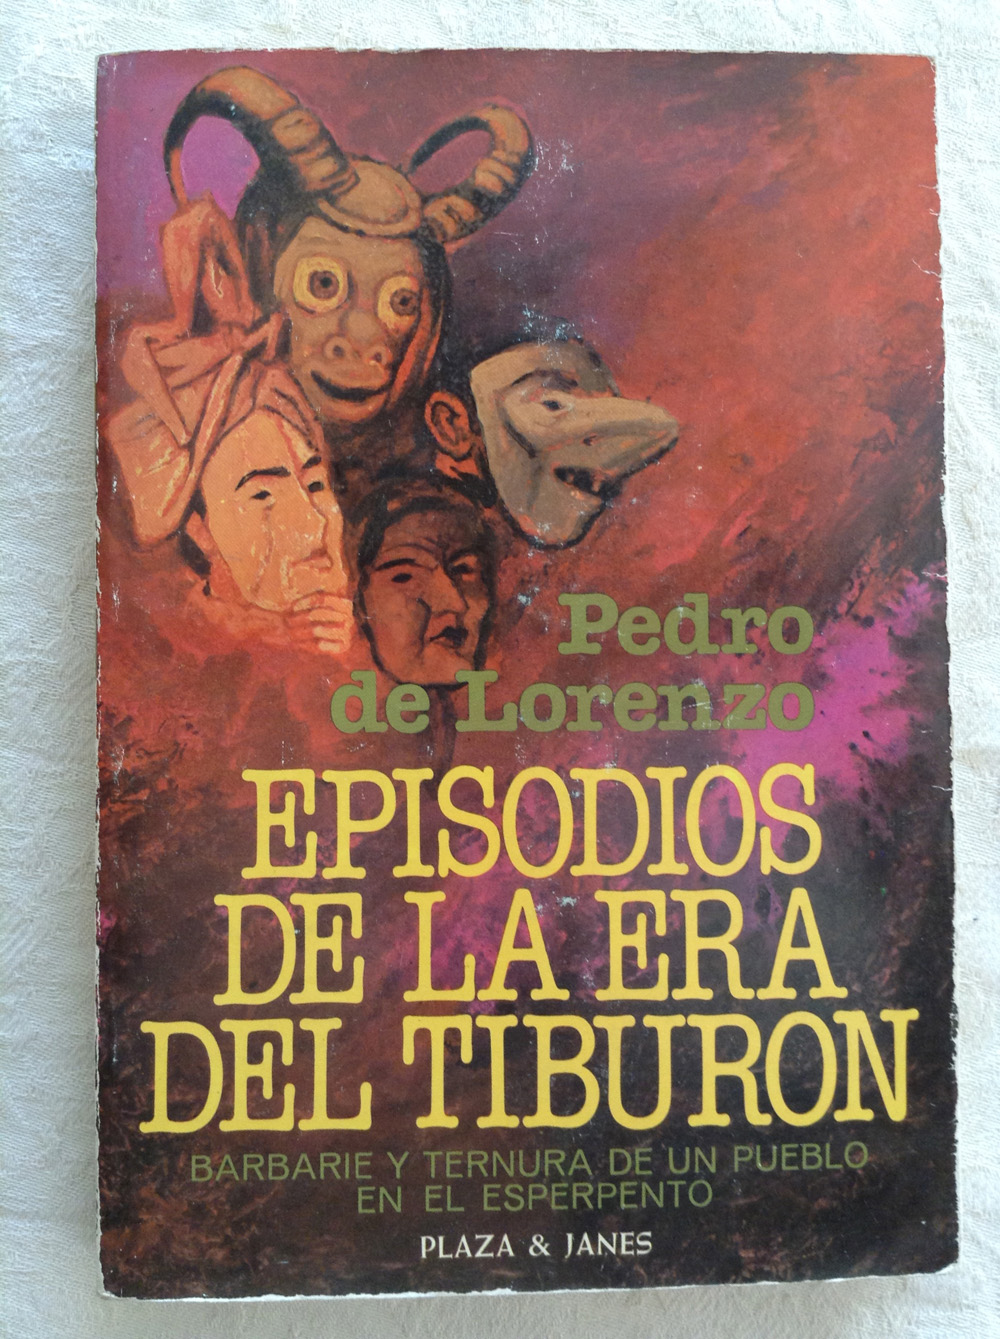 Pedro
de Lorenzo
EPISODIOS
DE LA ERA
DEL TIBURON
BARBARIE Y TERNURA DE UN PUEBLO
EN EL ESPERPENTO
PLAZA & JANES